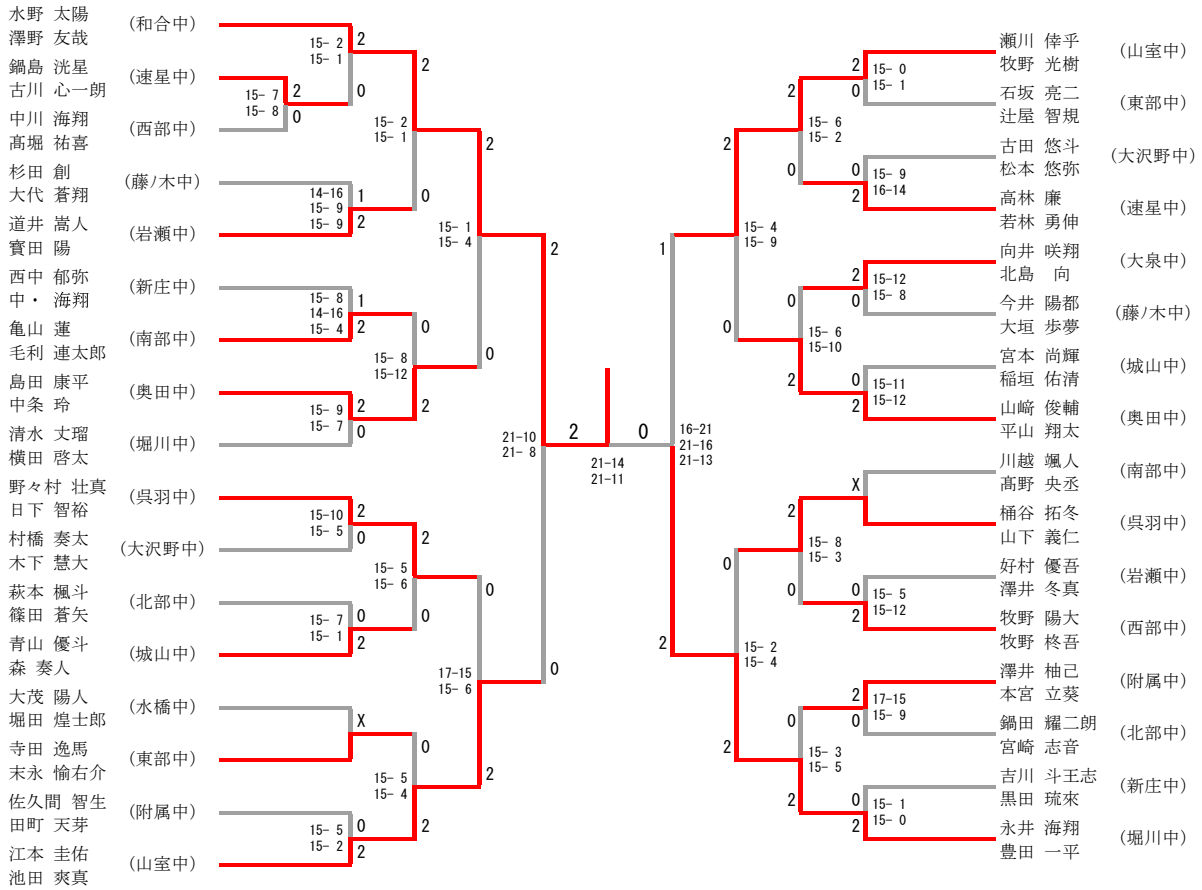 水野 太陽
澤野 友哉
(和合中)
鍋島 洸星
古川 心一朗
(速星中)
中川 海翔
髙堀 祐喜
(西部中)
杉田 創
大代 蒼翔
(藤ノ木中)
道井 嵩人
寳田 陽
(岩瀬中)
西中 郁弥
中・ 海翔
(新庄中)
亀山 蓮
毛利 連太郎
(南部中)
島田 康平
中条 玲
(奥田中)
清水 丈瑠
横田 啓太
(堀川中)
野々村 壮真
日下 智裕
(呉羽中)
村橋 奏太
木下 慧大
(大沢野中)
萩本 楓斗
篠田 蒼矢
(北部中)
青山 優斗
森 奏人
(城山中)
大茂 陽人
堀田 煌士郎
(水橋中)
寺田 逸馬
末永 愉右介
(東部中)
佐久間 智生
田町 天芽
(附属中)
江本 圭佑
池田 爽真
(山室中)
15- 7
15- 8
2
0
15- 2
15- 1
2
0
14-16
15- 9
15- 9
1
2
15- 8
14-16
15- 4
1
2
15- 9
15- 7
2
0
15-10
15- 5
2
0
15- 7
15- 1
0
2
X
15- 5
15- 2
0
2
15- 2
15- 1
2
0
15- 8
15-12
0
2
15- 5
15- 6
2
0
15- 5
15- 4
0
2
15- 1
15- 4
2
0
17-15
15- 6
0
2
21-10
21- 8
2
0
2
0
21-14
21-11
16-21
21-16
21-13
1
2
15- 4
15- 9
2
0
15- 2
15- 4
0
2
15- 6
15- 2
2
0
15- 6
15-10
0
2
15- 8
15- 3
2
0
15- 3
15- 5
0
2
15- 0
15- 1
2
0
15- 9
16-14
0
2
15-12
15- 8
2
0
15-11
15-12
0
2
X
15- 5
15-12
0
2
17-15
15- 9
2
0
15- 1
15- 0
0
2
瀬川 倖乎
牧野 光樹
(山室中)
石坂 亮二
辻屋 智規
(東部中)
古田 悠斗
松本 悠弥
(大沢野中)
高林 廉
若林 勇伸
(速星中)
向井 咲翔
北島 向
(大泉中)
今井 陽都
大垣 歩夢
(藤ノ木中)
宮本 尚輝
稲垣 佑清
(城山中)
山﨑 俊輔
平山 翔太
(奥田中)
川越 颯人
髙野 央丞
(南部中)
桶谷 拓冬
山下 義仁
(呉羽中)
好村 優吾
澤井 冬真
(岩瀬中)
牧野 陽大
牧野 柊吾
(西部中)
澤井 柚己
本宮 立葵
(附属中)
鍋田 耀二朗
宮崎 志音
(北部中)
吉川 斗王志
黒田 琉來
(新庄中)
永井 海翔
豊田 一平
(堀川中)